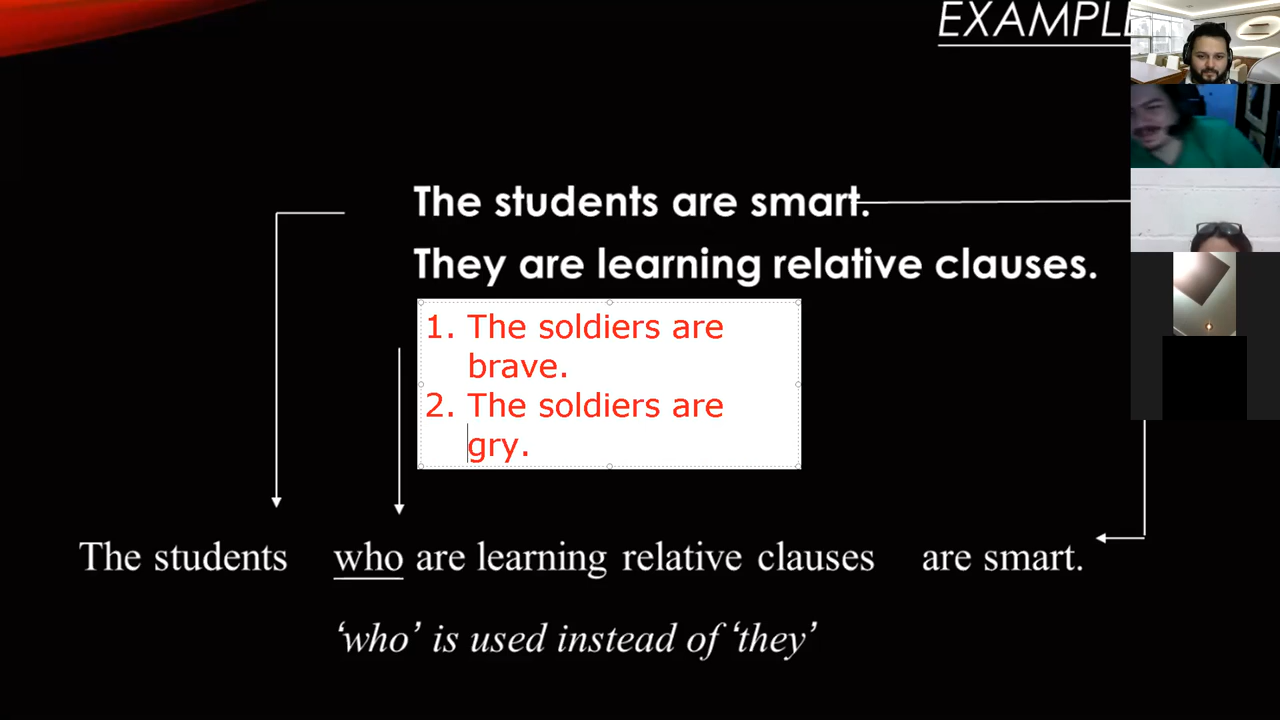 EXAMPLE
The students are smart.
They are learning relative clauses.
1. The soldiers are
brave.
2. The soldiers are
gry.
The students who are learning relative clauses are smart.
‘who’ is used instead of ‘they’